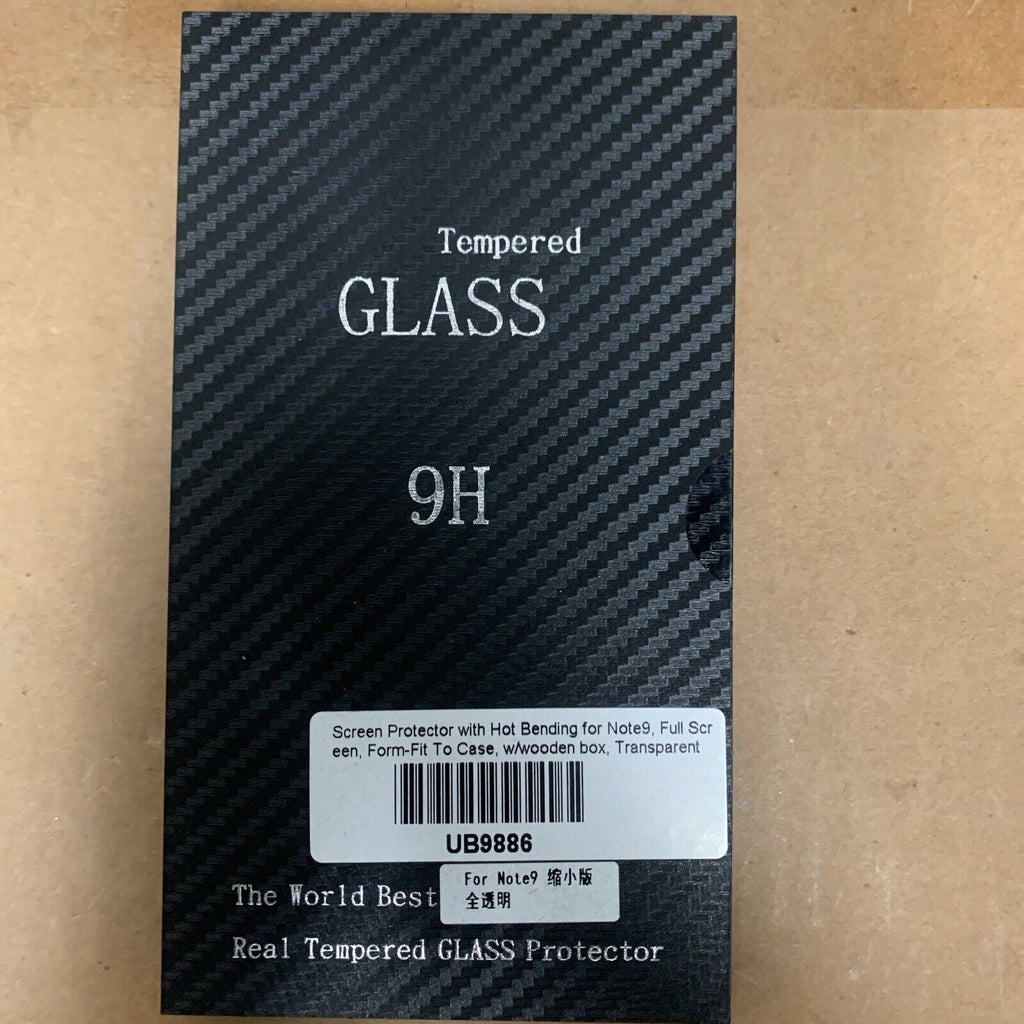 Tempered
GLASS
9H
Screen Protector with Hot Bending for Note9, Full Scr
een, Form-Fit To Case, w/wooden box, Transparent
UB9886
For Note9 缩小版
全透明
The World Best
Real Tempered GLASS Protector